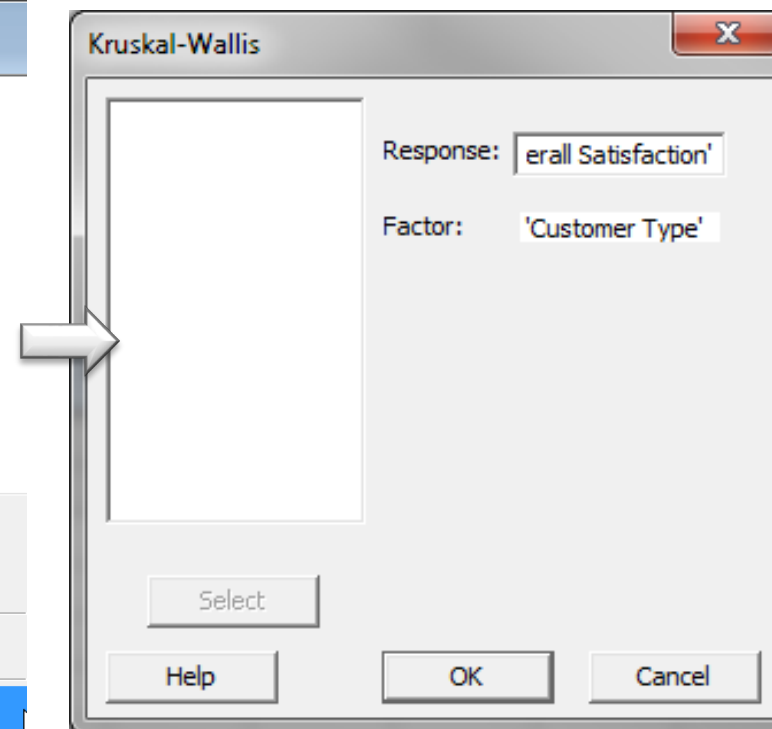 Kruskal-Wallis
Response: erall Satisfaction'
Factor: 'Customer Type'
Select
Help OK Cancel